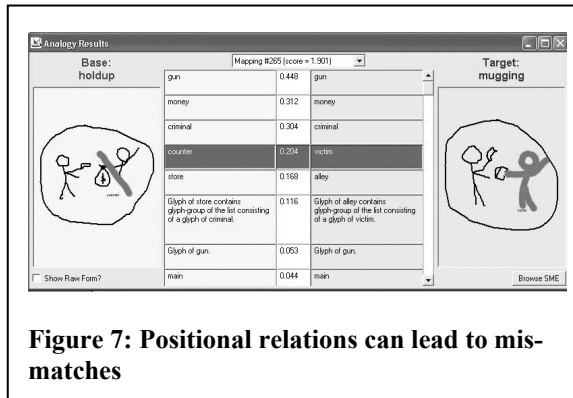 Analogy Results
Base:
holdup
Mapping #265 (score = 1.901)
Target:
mugging
gun 0.448 gun
money 0.312 money
criminal 0.304 criminal
counter 0.204 victim
store 0.168 alley
Glyph of store contains 0.116 Glyph of alley contains
glyph-group of the list consisting glyph-group of the list consisting
of a glyph of criminal. of a glyph of victim.
Glyph of gun. 0.053 Glyph of gun.
main 0.044 main
Show Raw Form?
Browse SME
Figure 7: Positional relations can lead to mis-
matches